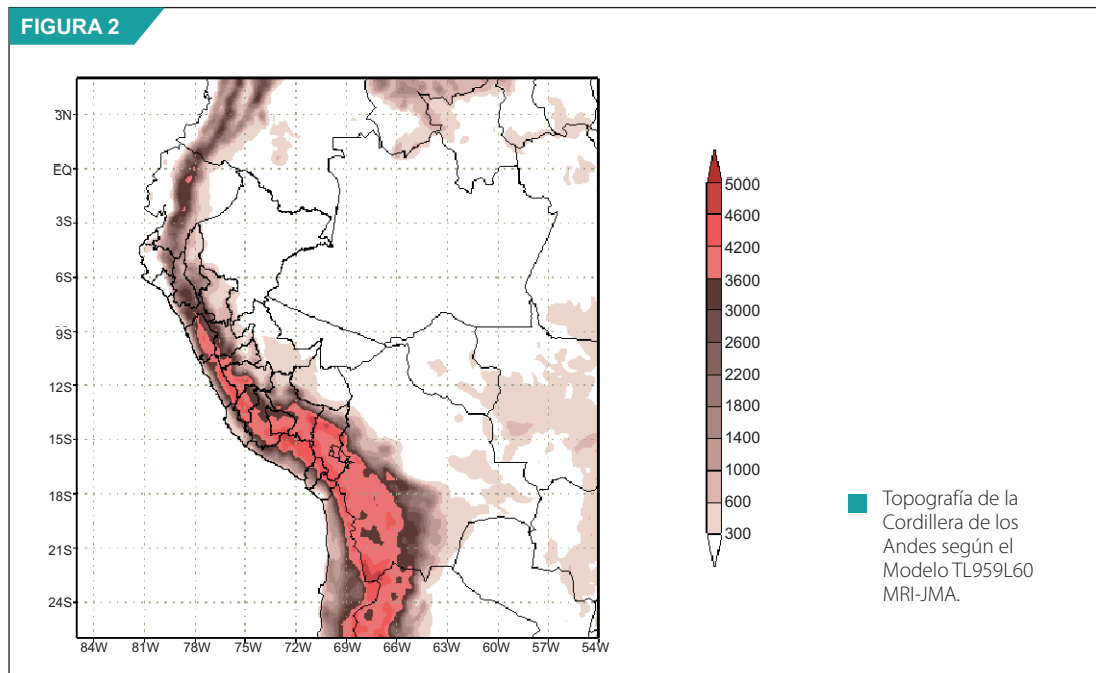 FIGURA 2
3N
EQ
3S
6S
9S
12S
15S
18S
21S
24S
84W 81W 78W 75W 72W 69W 66W 63W 60W 57W 54W
5000
4600
4200
3600
3000
2600
2200
1800
1400
1000
600
300
Topografía de la
Cordillera de los
Andes según el
Modelo TL959L60
MRI-JMA.